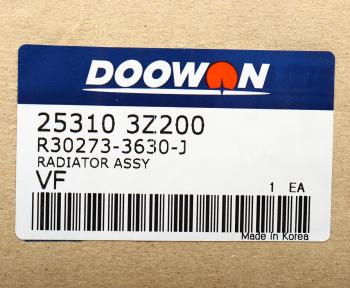 DOOWON
25310 3Z200
R30273-3630-J
RADIATOR ASSY
VF
1 EA
Made in Korea